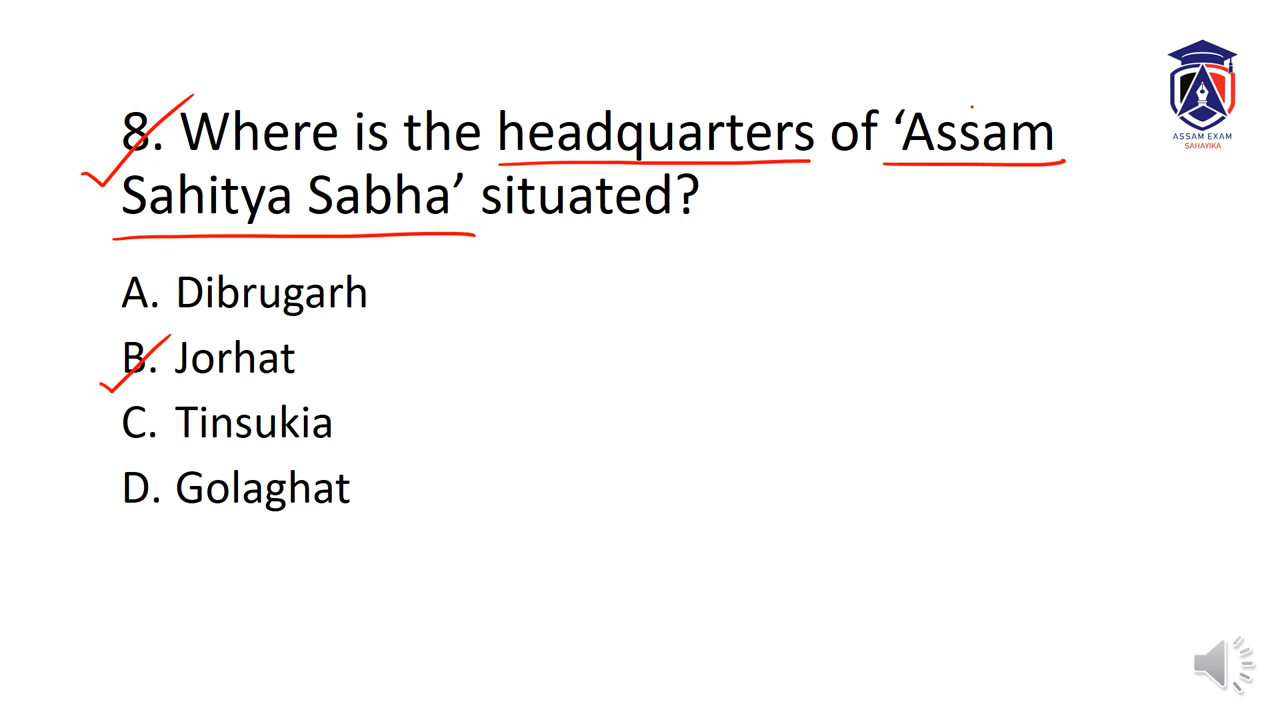 8. Where is the headquarters of ‘Assam
Sahitya Sabha’ situated?
A. Dibrugarh
B. Jorhat
C. Tinsukia
D. Golaghat
ASSAM EXAM
SAHAYIKA